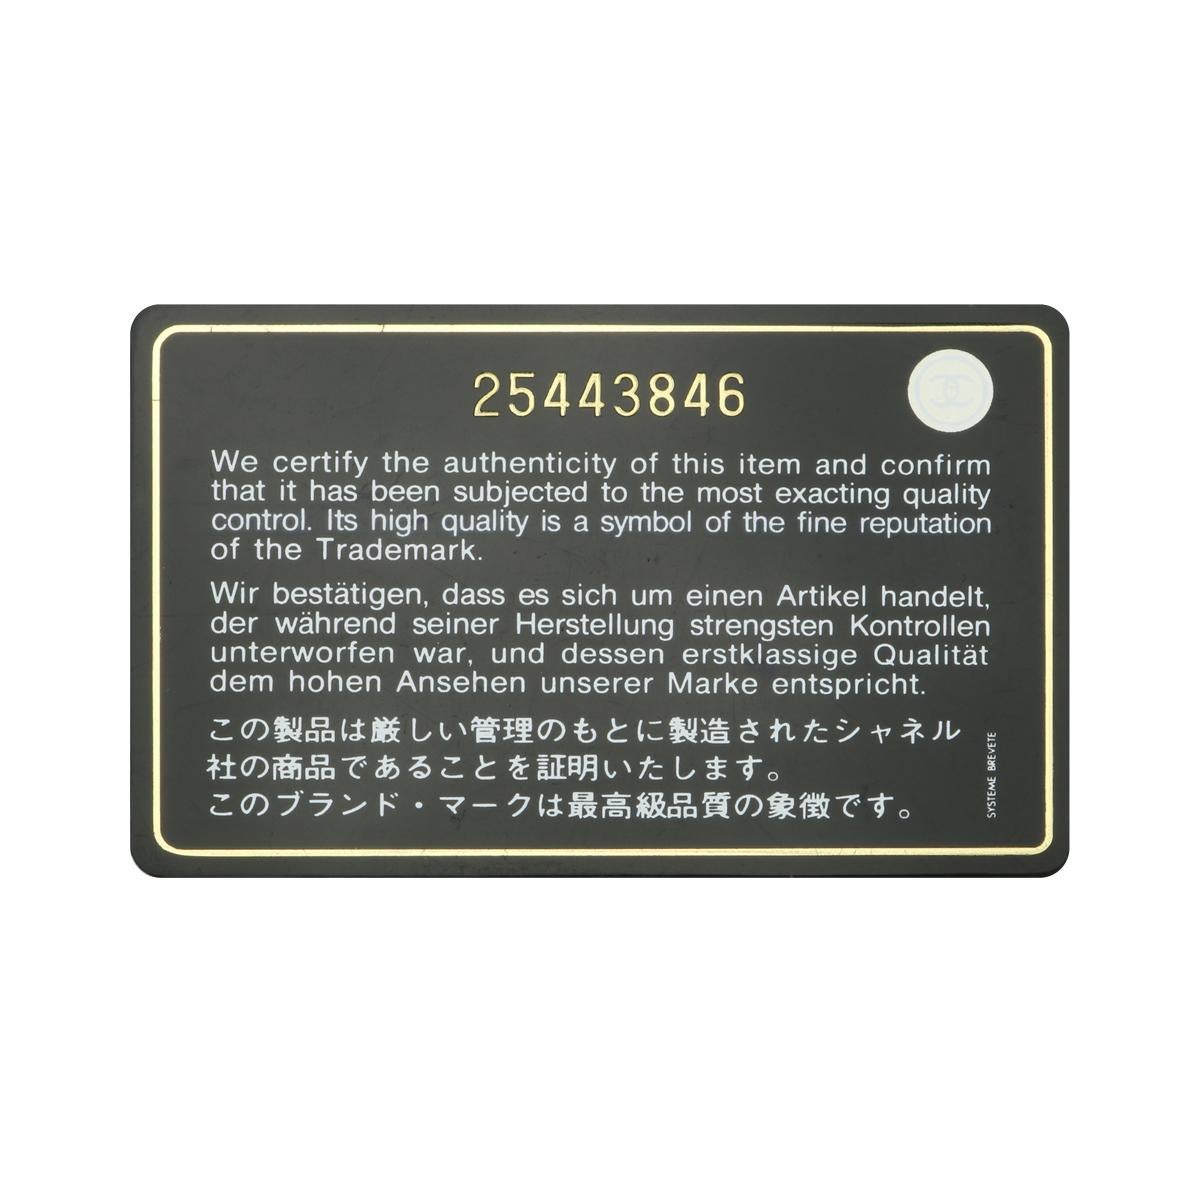 25443846
We certify the authenticity of this item and confirm
that it has been subjected to the most exacting quality
control. Its high quality is a symbol of the fine reputation
of the Trademark.
Wir bestätigen, dass es sich um einen Artikel handelt,
der während seiner Herstellung strengsten Kontrollen
unterworfen war, und dessen erstklassige Qualität
dem hohen Ansehen unserer Marke entspricht.
この製品は厳しい管理のもとに製造されたシャネル
社の商品であることを証明いたします。
このブランド・マークは最高級品質の象徴です。
SYSTEME BREVETE